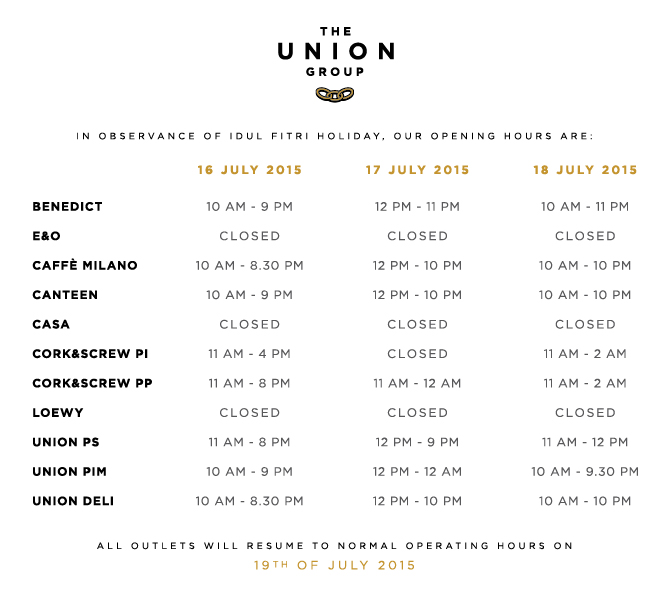 THE
UNION
GROUP
IN OBSERVANCE OF IDUL FITRI HOLIDAY, OUR OPENING HOURS ARE:
16 JULY 2015 17 JULY 2015 18 JULY 2015
BENEDICT 10 AM - 9 PM 12 PM - 11 PM 10 AM - 11 PM
E&O CLOSED CLOSED CLOSED
CAFFÈ MILANO 10 AM - 8.30 PM 12 PM - 10 PM 10 AM - 10 PM
CANTEEN 10 AM - 9 PM 12 PM - 10 PM 10 AM - 10 PM
CASA CLOSED CLOSED CLOSED
CORK&SCREW PI 11 AM - 4 PM CLOSED 11 AM - 2 AM
CORK&SCREW PP 11 AM - 8 PM 11 AM - 12 AM 11 AM - 2 AM
LOEWY CLOSED CLOSED CLOSED
UNION PS 11 AM - 8 PM 12 PM - 9 PM 11 AM - 12 PM
UNION PIM 10 AM - 9 PM 12 PM - 12 AM 10 AM - 9.30 PM
UNION DELI 10 AM - 8.30 PM 12 PM - 10 PM 10 AM - 10 PM
ALL OUTLETS WILL RESUME TO NORMAL OPERATING HOURS ON
19TH OF JULY 2015